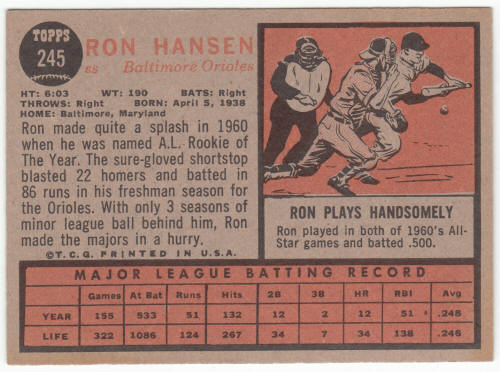 TOPPS
245
RON HANSEN
SS Baltimore Orioles
HT: 6:03 WT: 190 BATS: Right
THROWS: Right BORN: April 5, 1938
HOME: Baltimore, Maryland
Ron made quite a splash in 1960
when he was named A.L. Rookie of
The Year. The sure-gloved shortstop
blasted 22 homers and batted in
86 runs in his freshman season for
the Orioles. With only 3 seasons of
minor league ball behind him, Ron
made the majors in a hurry.
©T.C.G. PRINTED IN U.S.A.
RON PLAYS HANDSOMELY
Ron played in both of 1960's All-
Star games and batted .500.
MAJOR LEAGUE BATTING RECORD
Games At Bat Runs Hits 2B 3B HR RBI Avg
YEAR 155 533 51 132 12 2 12 51 .248
LIFE 322 1086 124 267 34 7 34 138 .246